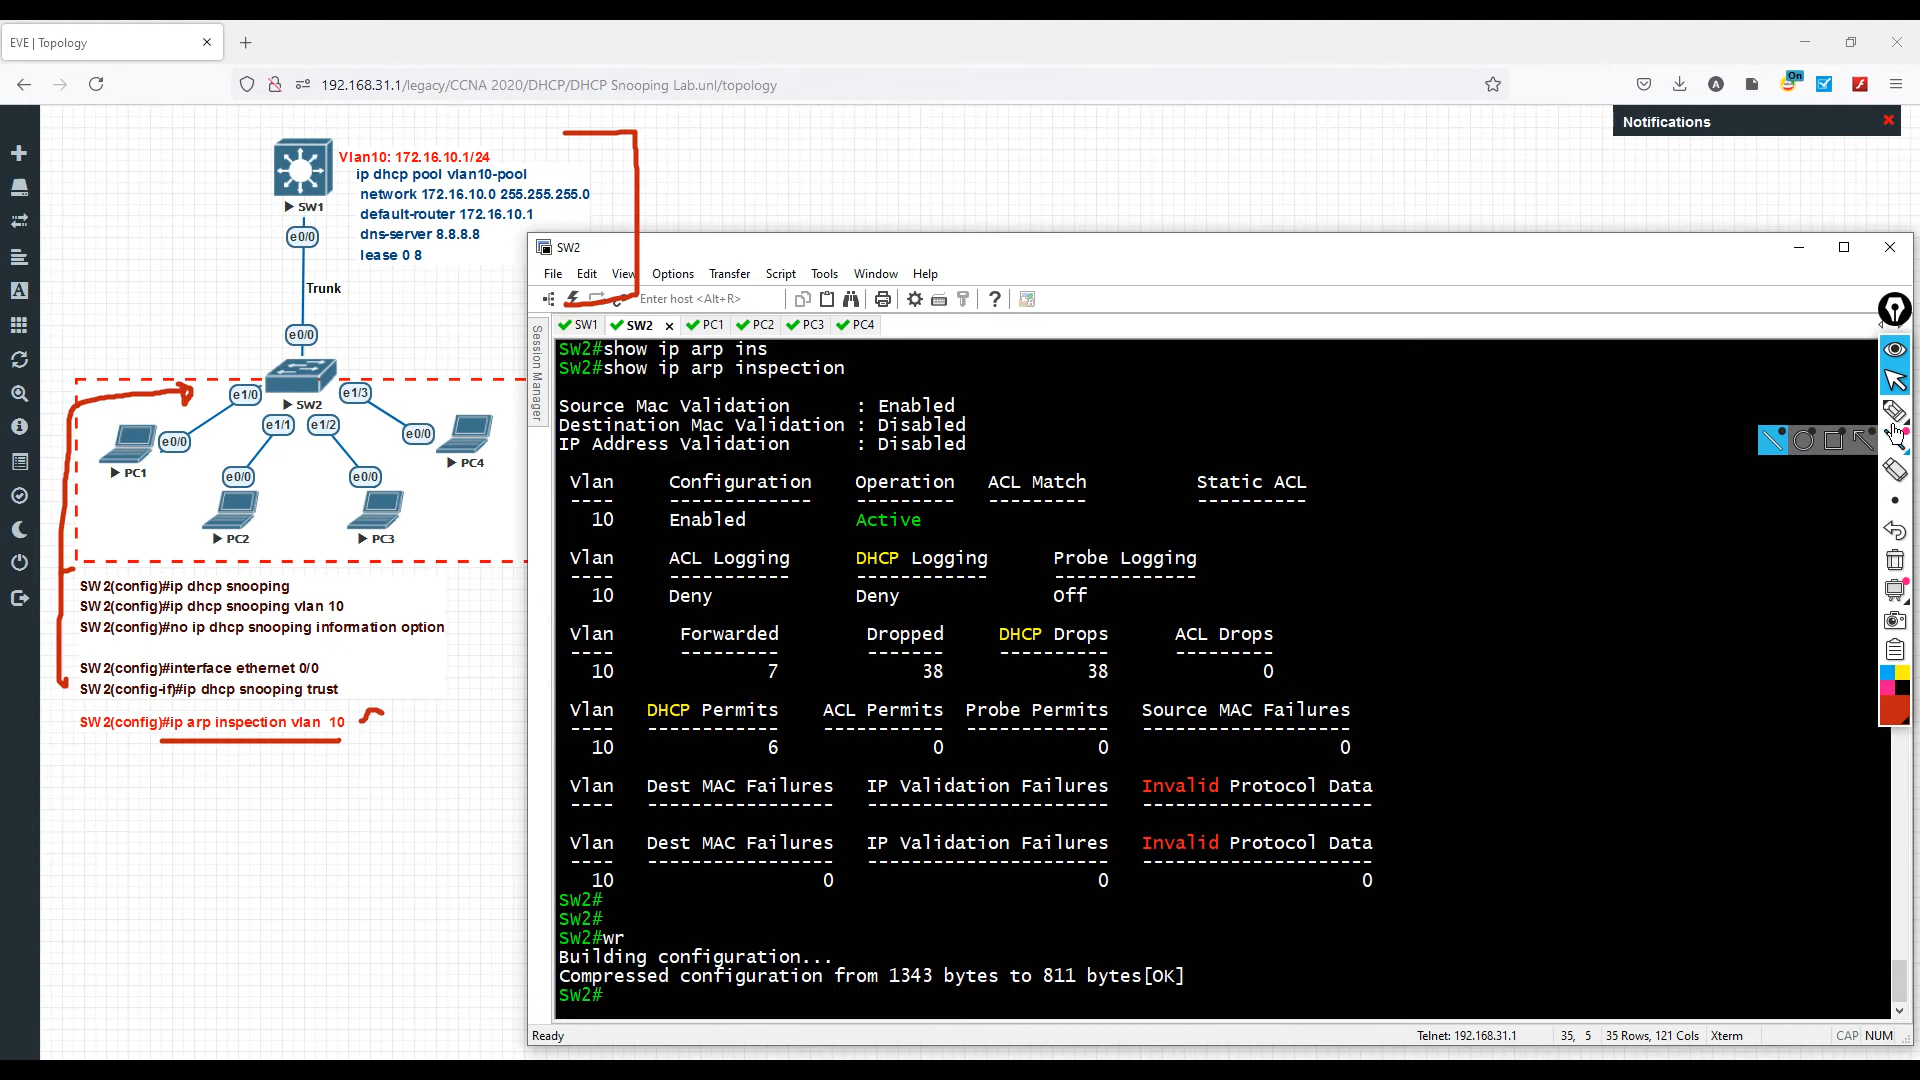 EVE | Topology
192.168.31.1/legacy/CCNA 2020/DHCP/DHCP Snooping Lab.unl/topology
On
Notifications
Vlan10: 172.16.10.1/24
ip dhcp pool vlan10-pool
network 172.16.10.0 255.255.255.0
default-router 172.16.10.1
dns-server 8.8.8.8
lease 0 8
SW1
e0/0
Trunk
e0/0
SW2
e1/0
e1/1
e1/2
e1/3
e0/0
e0/0
e0/0
e0/0
PC1
PC2
PC3
PC4
SW2(config)#ip dhcp snooping
SW2(config)#ip dhcp snooping vlan 10
SW2(config)#no ip dhcp snooping information option
SW2(config)#interface ethernet 0/0
SW2(config-if)#ip dhcp snooping trust
SW2(config)#ip arp inspection vlan  10
SW2
File Edit View Options Transfer Script Tools Window Help
Enter host <Alt+R>
Session Manager
SW1 SW2 PC1 PC2 PC3 PC4
SW2#show ip arp ins
SW2#show ip arp inspection
Source Mac Validation      : Enabled
Destination Mac Validation : Disabled
IP Address Validation      : Disabled
Vlan     Configuration    Operation   ACL Match          Static ACL
----     -------------    ---------   ---------          ----------
10     Enabled          Active
Vlan     ACL Logging      DHCP Logging      Probe Logging
----     -----------      ------------      -------------
10     Deny             Deny              Off
Vlan      Forwarded        Dropped     DHCP Drops      ACL Drops
----      ---------        -------     ----------      ---------
10              7             38             38              0
Vlan   DHCP Permits    ACL Permits  Probe Permits   Source MAC Failures
----   ------------    -----------  -------------   -------------------
10              6              0              0                     0
Vlan   Dest MAC Failures   IP Validation Failures   Invalid Protocol Data
----   -----------------   ----------------------   ---------------------
Vlan   Dest MAC Failures   IP Validation Failures   Invalid Protocol Data
----   -----------------   ----------------------   ---------------------
10                   0                        0                       0
SW2#
SW2#
SW2#wr
Building configuration...
Compressed configuration from 1343 bytes to 811 bytes[OK]
SW2#
Ready
Telnet: 192.168.31.1 35, 5 35 Rows, 121 Cols Xterm CAP NUM